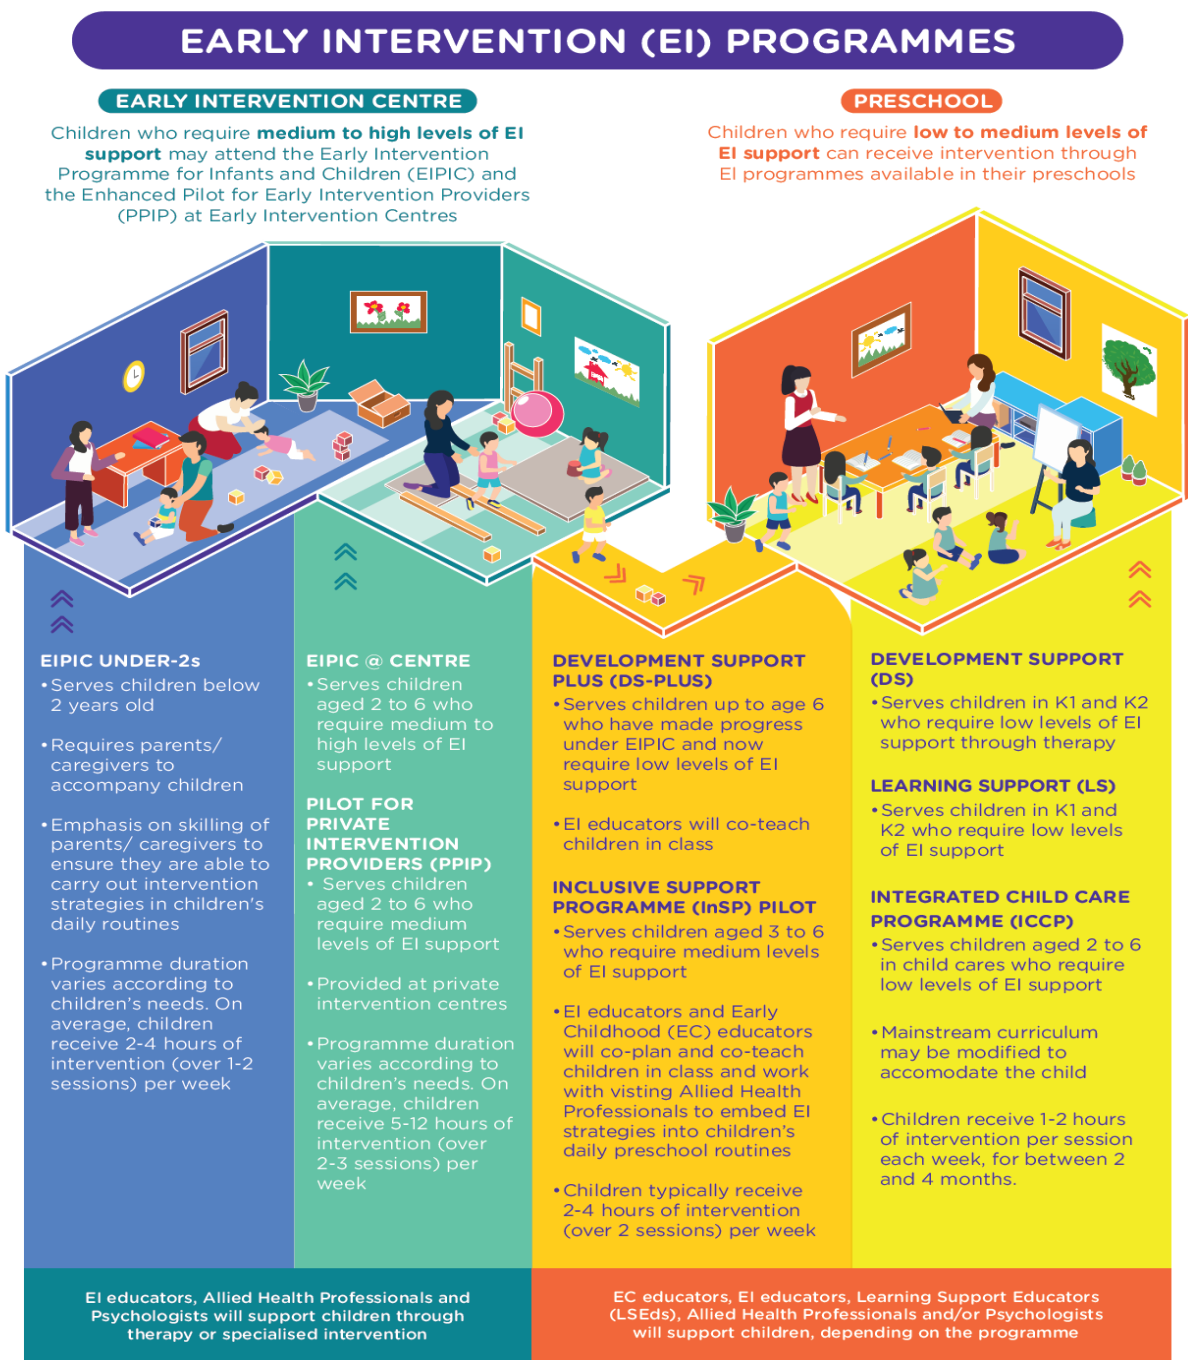 EARLY INTERVENTION (EI) PROGRAMMES
EARLY INTERVENTION CENTRE
Children who require medium to high levels of EI
support may attend the Early Intervention
Programme for Infants and Children (EIPIC) and
the Enhanced Pilot for Early Intervention Providers
(PPIP) at Early Intervention Centres
PRESCHOOL
Children who require low to medium levels of
EI support can receive intervention through
EI programmes available in their preschools
EIPIC UNDER-2s
•Serves children below
2 years old
•Requires parents/
caregivers to
accompany children
•Emphasis on skilling of
parents/ caregivers to
ensure they are able to
carry out intervention
strategies in children's
daily routines
•Programme duration
varies according to
children's needs. On
average, children
receive 2-4 hours of
intervention (over 1-2
sessions) per week
EIPIC @ CENTRE
•Serves children
aged 2 to 6 who
require medium to
high levels of EI
support
PILOT FOR
PRIVATE
INTERVENTION
PROVIDERS (PPIP)
• Serves children
aged 2 to 6 who
require medium
levels of EI support
•Provided at private
intervention centres
•Programme duration
varies according to
children's needs. On
average, children
receive 5-12 hours of
intervention (over
2-3 sessions) per
week
DEVELOPMENT SUPPORT
PLUS (DS-PLUS)
•Serves children up to age 6
who have made progress
under EIPIC and now
require low levels of EI
support
•EI educators will co-teach
children in class
INCLUSIVE SUPPORT
PROGRAMME (InSP) PILOT
•Serves children aged 3 to 6
who require medium levels
of EI support
•EI educators and Early
Childhood (EC) educators
will co-plan and co-teach
children in class and work
with visting Allied Health
Professionals to embed EI
strategies into children's
daily preschool routines
•Children typically receive
2-4 hours of intervention
(over 2 sessions) per week
DEVELOPMENT SUPPORT
(DS)
•Serves children in K1 and K2
who require low levels of EI
support through therapy
LEARNING SUPPORT (LS)
•Serves children in K1 and
K2 who require low levels
of EI support
INTEGRATED CHILD CARE
PROGRAMME (ICCP)
•Serves children aged 2 to 6
in child cares who require
low levels of EI support
•Mainstream curriculum
may be modified to
accomodate the child
•Children receive 1-2 hours
of intervention per session
each week, for between 2
and 4 months.
EI educators, Allied Health Professionals and
Psychologists will support children through
therapy or specialised intervention
EC educators, EI educators, Learning Support Educators
(LSEds), Allied Health Professionals and/or Psychologists
will support children, depending on the programme